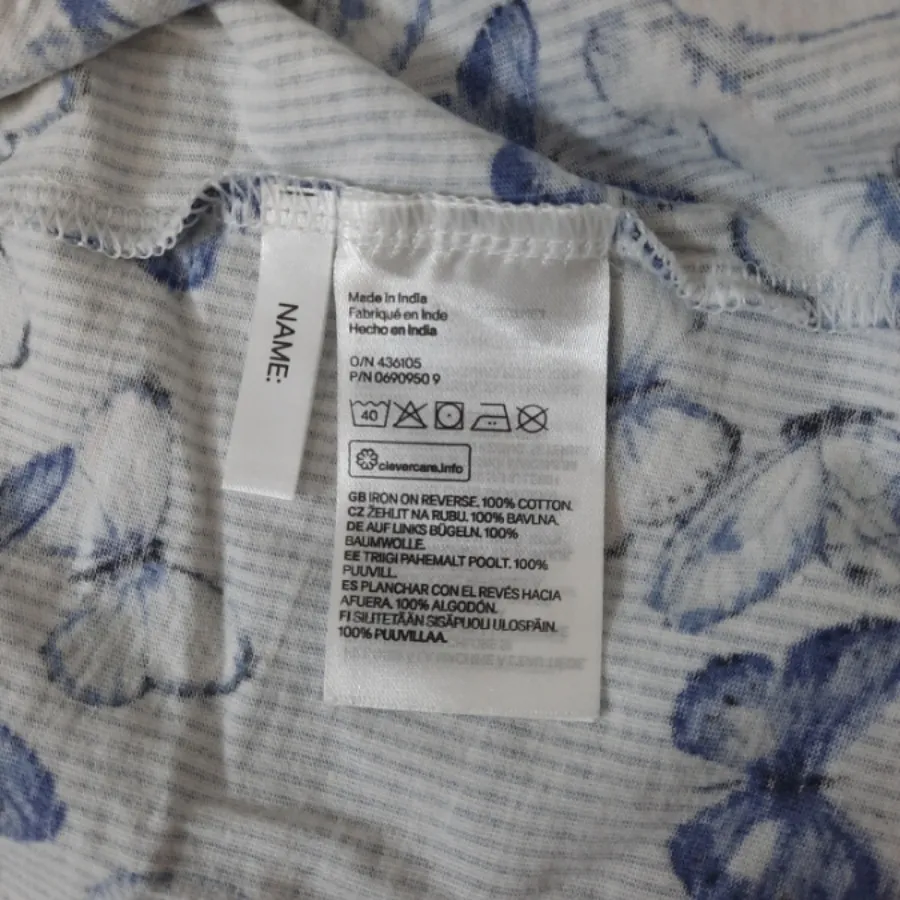 NAME:
Made in India
Fabriqué en Inde
Hecho en India
O/N 436105
P/N 0690950 9
40
clevercare.info
GB IRON ON REVERSE. 100% COTTON.
CZ ŽEHLIT NA RUBU. 100% BAVLNA.
DE AUF LINKS BÜGELN. 100%
BAUMWOLLE.
EE TRIIGI PAHEMALT POOLT. 100%
PUUVILL.
ES PLANCHAR CON EL REVÉS HACIA
AFUERA. 100% ALGODÓN.
FI SILITETÄÄN SISÄPUOLI ULOSPÄIN.
100% PUUVILLAA.